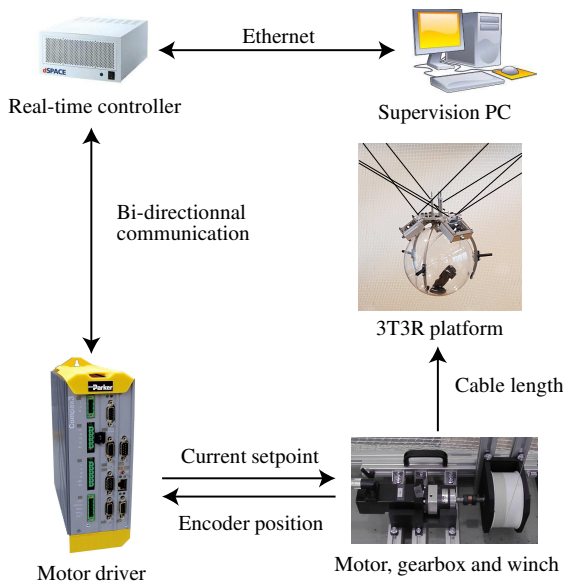 Ethernet
dSPACE
Real-time controller
Supervision PC
Bi-directionnal
communication
3T3R platform
Cable length
Parker
Current setpoint
Encoder position
Motor driver
Motor, gearbox and winch